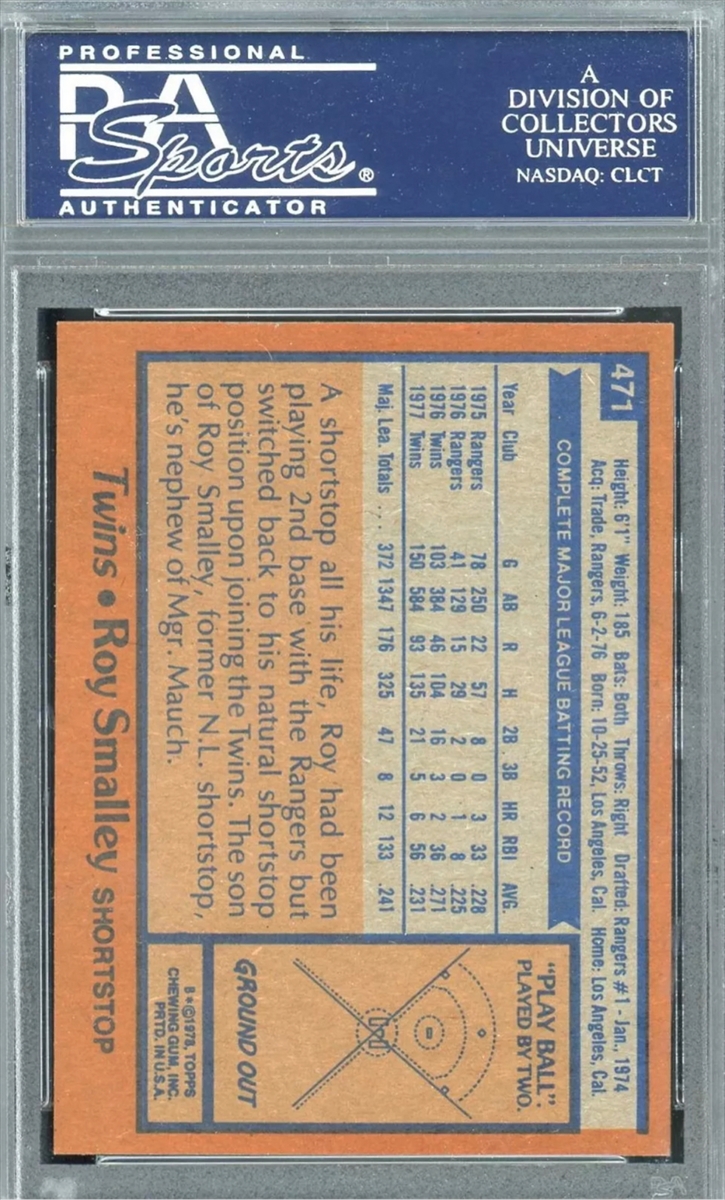 PROFESSIONAL
PSA
Sports®
AUTHENTICATOR
A
DIVISION OF
COLLECTORS
UNIVERSE
NASDAQ: CLCT
471
Height: 6'1" Weight: 185 Bats: Both Throws: Right Drafted: Rangers #1 - Jan., 1974
Acq: Trade, Rangers, 6-2-76 Born: 10-25-52, Los Angeles, Cal. Home: Los Angeles, Cal.
COMPLETE MAJOR LEAGUE BATTING RECORD
Year Club G AB R H 2B 3B HR RBI AVG.
1975 Rangers 78 250 22 57 8 0 3 33 .228
1976 Rangers 41 129 15 29 2 0 1 8 .225
1976 Twins 103 384 46 104 16 3 2 36 .271
1977 Twins 150 584 93 135 21 5 6 56 .231
Maj. Lea. Totals ... 372 1347 176 325 47 8 12 133 .241
A shortstop all his life, Roy had been
playing 2nd base with the Rangers but
switched back to his natural shortstop
position upon joining the Twins. The son
of Roy Smalley, former N.L. shortstop,
he's nephew of Mgr. Mauch.
"PLAY BALL":
PLAYED BY TWO.
GROUND OUT
B*©1978, TOPPS
CHEWING GUM, INC.
PRTD. IN U.S.A.
Twins • Roy Smalley SHORTSTOP